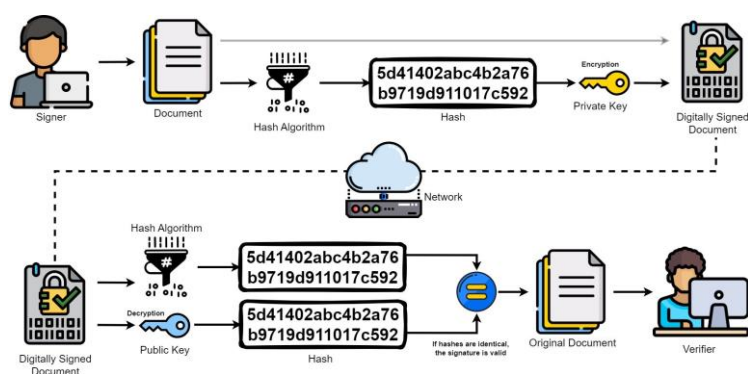 Encryption
5d41402abc4b2a76
b9719d911017c592
Signer
Document
Hash Algorithm
Hash
Private Key
Digitally Signed
Document
Network
Hash Algorithm
5d41402abc4b2a76
b9719d911017c592
Decryption
5d41402abc4b2a76
b9719d911017c592
Digitally Signed
Document
Public Key
Hash
If hashes are identical,
the signature is valid
Original Document
Verifier